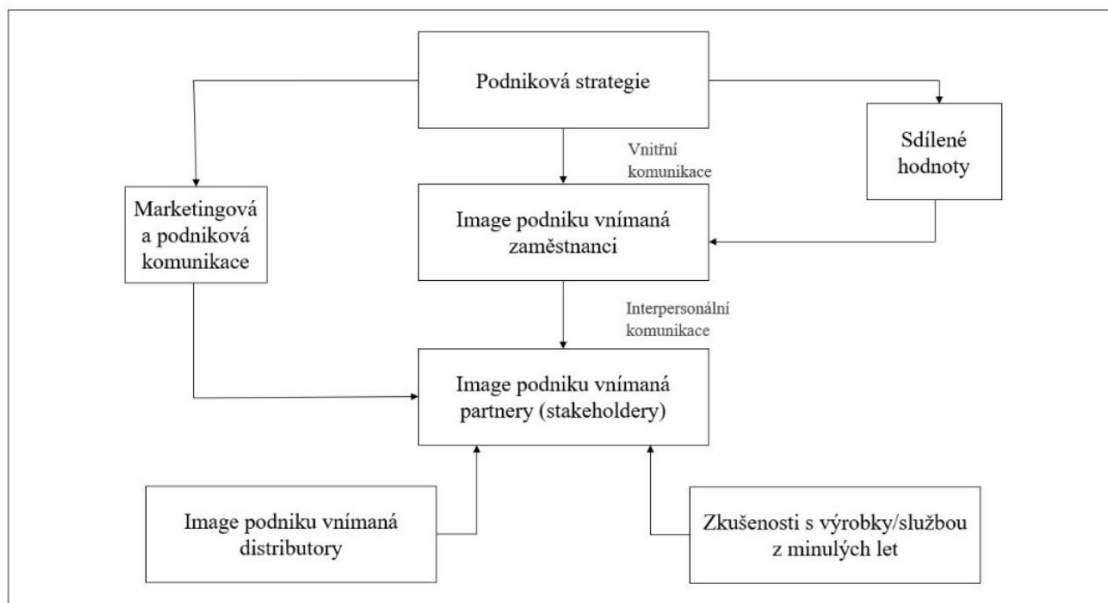 Podniková strategie
Sdílené
hodnoty
Vnitřní
komunikace
Marketingová
a podniková
komunikace
Image podniku vnímaná
zaměstnanci
Interpersonální
komunikace
Image podniku vnímaná
partnery (stakeholdery)
Image podniku vnímaná
distributory
Zkušenosti s výrobky/službou
z minulých let